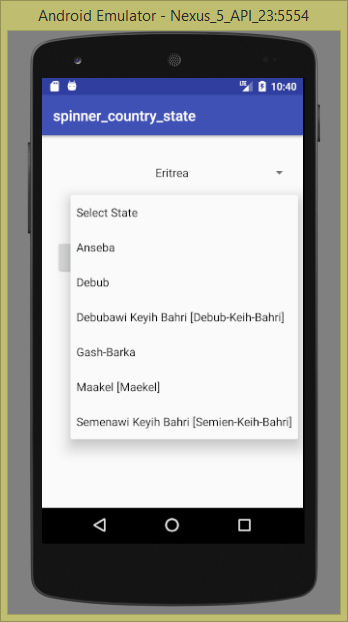 Android Emulator - Nexus_5_API_23:5554
LTE 10:40
spinner_country_state
Eritrea
Select State
Anseba
Debub
Debubawi Keyih Bahri [Debub-Keih-Bahri]
Gash-Barka
Maakel [Maekel]
Semenawi Keyih Bahri [Semien-Keih-Bahri]